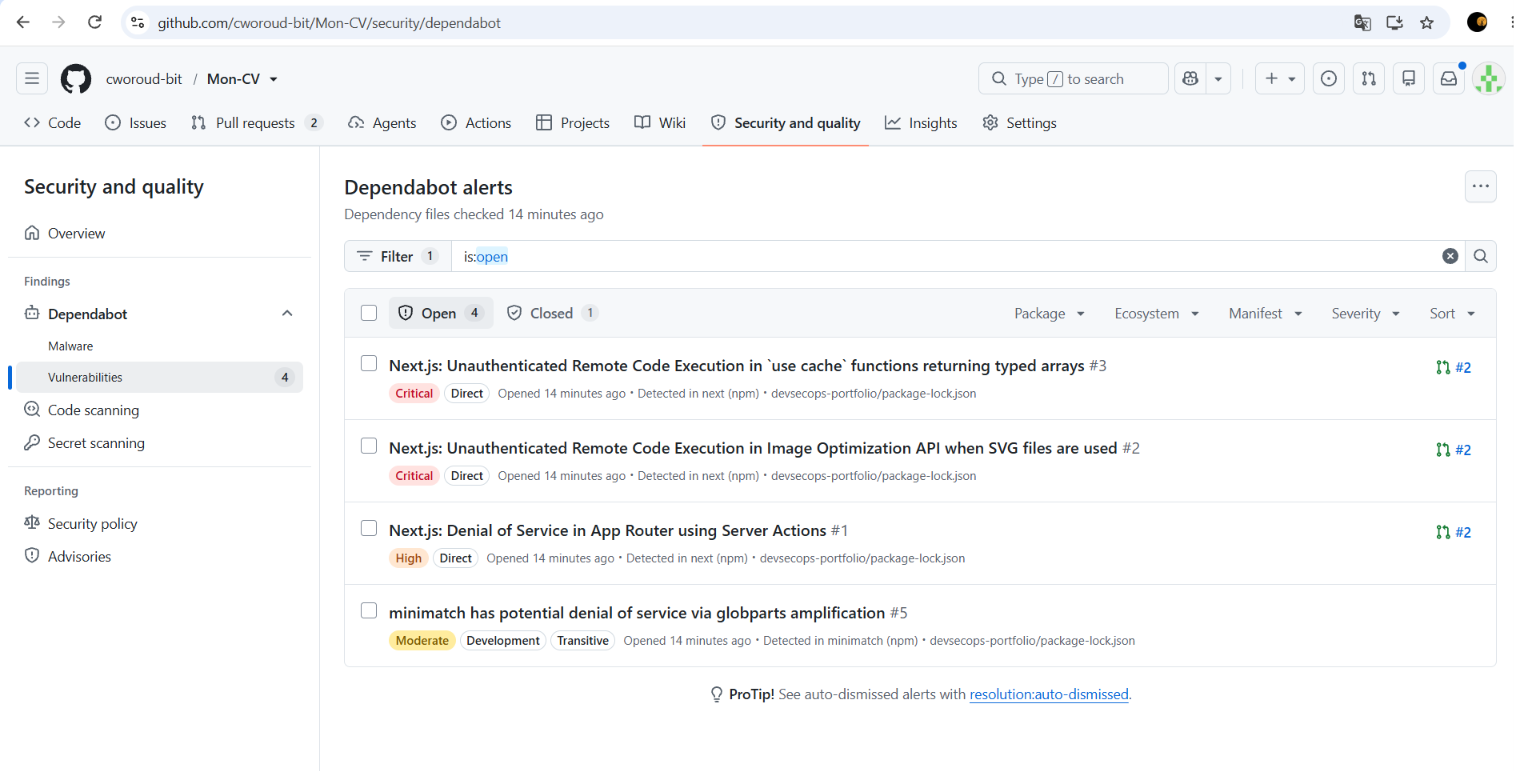 github.com/cworoud-bit/Mon-CV/security/dependabot
cworoud-bit / Mon-CV
Type / to search
Code Issues Pull requests 2 Agents Actions Projects Wiki Security and quality Insights Settings
Security and quality
Overview
Findings
Dependabot
Malware
Vulnerabilities 4
Code scanning
Secret scanning
Reporting
Security policy
Advisories
Dependabot alerts
Dependency files checked 14 minutes ago
Filter 1 is:open
Open 4 Closed 1 Package Ecosystem Manifest Severity Sort
Next.js: Unauthenticated Remote Code Execution in `use cache` functions returning typed arrays #3 #2
Critical Direct Opened 14 minutes ago • Detected in next (npm) • devsecops-portfolio/package-lock.json
Next.js: Unauthenticated Remote Code Execution in Image Optimization API when SVG files are used #2 #2
Critical Direct Opened 14 minutes ago • Detected in next (npm) • devsecops-portfolio/package-lock.json
Next.js: Denial of Service in App Router using Server Actions #1 #2
High Direct Opened 14 minutes ago • Detected in next (npm) • devsecops-portfolio/package-lock.json
minimatch has potential denial of service via globparts amplification #5
Moderate Development Transitive Opened 14 minutes ago • Detected in minimatch (npm) • devsecops-portfolio/package-lock.json
ProTip! See auto-dismissed alerts with resolution:auto-dismissed.